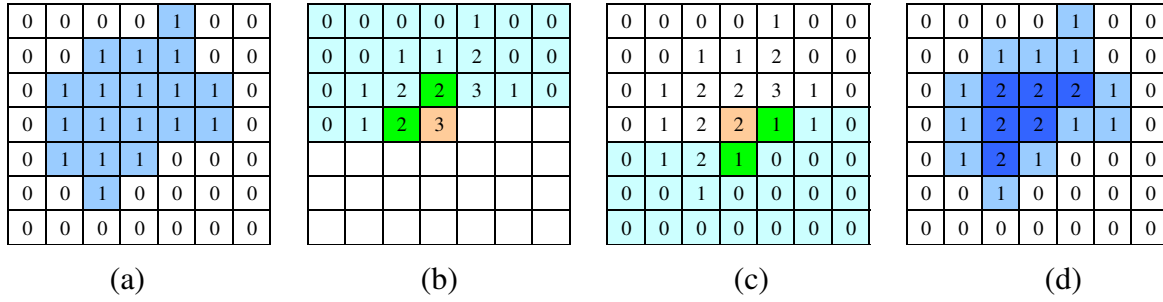 0 0 0 0 1 0 0
0 0 1 1 1 0 0
0 1 1 1 1 1 0
0 1 1 1 1 1 0
0 1 1 1 0 0 0
0 0 1 0 0 0 0
0 0 0 0 0 0 0
(a)
0 0 0 0 1 0 0
0 0 1 1 2 0 0
0 1 2 2 3 1 0
0 1 2 3
(b)
0 0 0 0 1 0 0
0 0 1 1 2 0 0
0 1 2 2 3 1 0
0 1 2 2 1 1 0
0 1 2 1 0 0 0
0 0 1 0 0 0 0
0 0 0 0 0 0 0
(c)
0 0 0 0 1 0 0
0 0 1 1 1 0 0
0 1 2 2 2 1 0
0 1 2 2 1 1 0
0 1 2 1 0 0 0
0 0 1 0 0 0 0
0 0 0 0 0 0 0
(d)